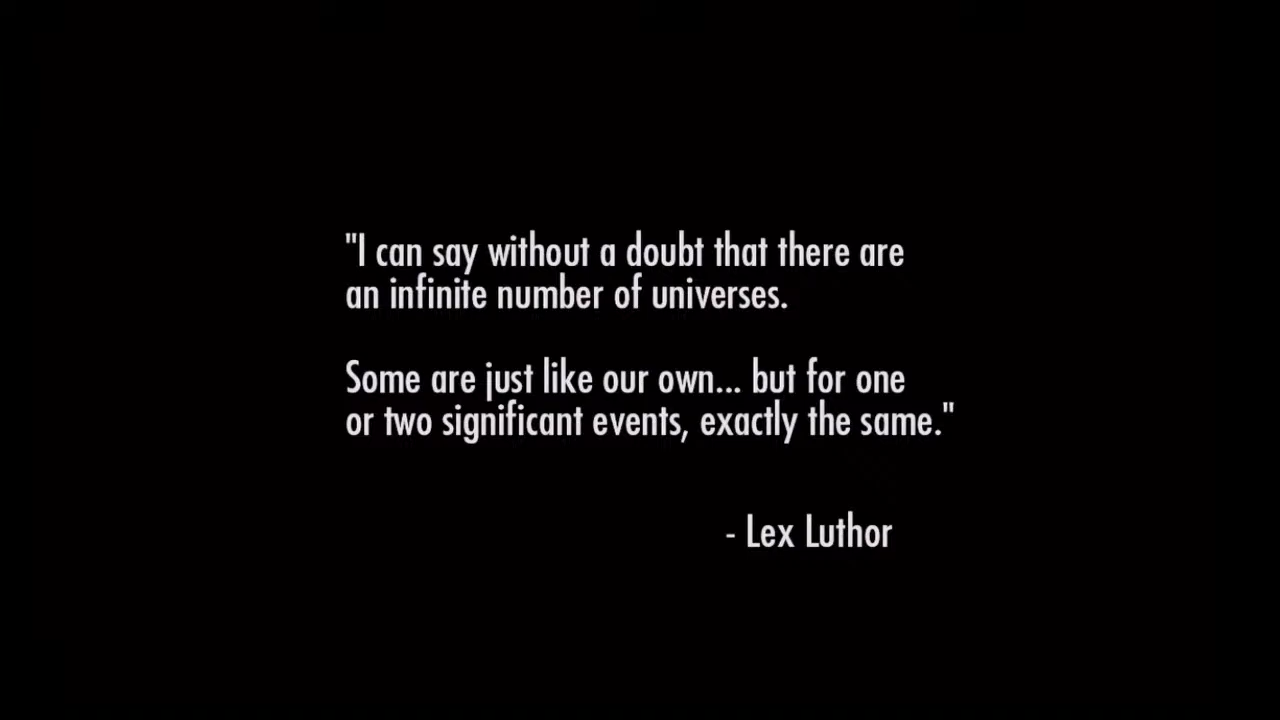 "I can say without a doubt that there are
an infinite number of universes.
Some are just like our own... but for one
or two significant events, exactly the same."
- Lex Luthor